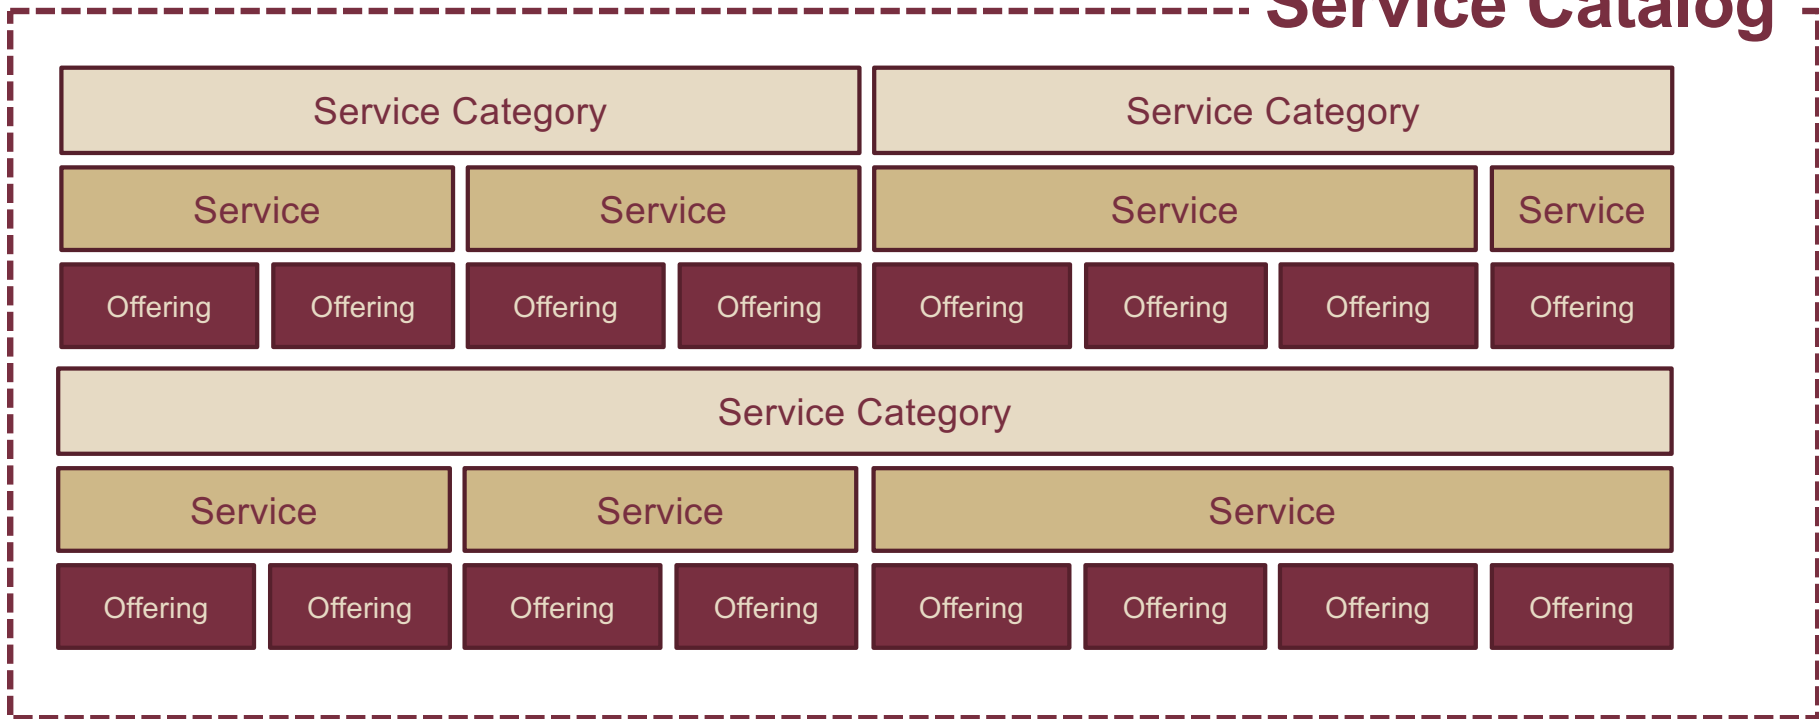 Service Catalog
Service Category Service Category
Service Service Service Service
Offering Offering Offering Offering Offering Offering Offering Offering
Service Category
Service Service Service
Offering Offering Offering Offering Offering Offering Offering Offering